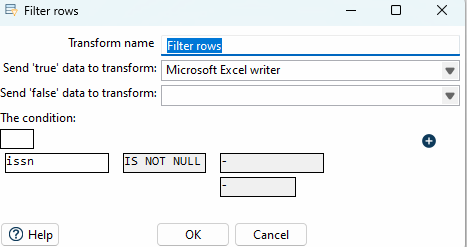 Filter rows
Transform name Filter rows
Send 'true' data to transform: Microsoft Excel writer
Send 'false' data to transform:
The condition:
issn IS NOT NULL -
-
Help OK Cancel